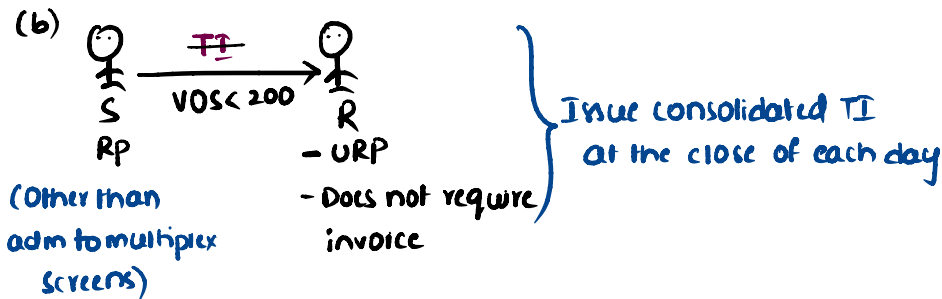 (b)
TI
VOS< 200
S
R
RP
- URP
(Other than
adm to multiplex
screens)
- Does not require
invoice
Issue consolidated TI
at the close of each day